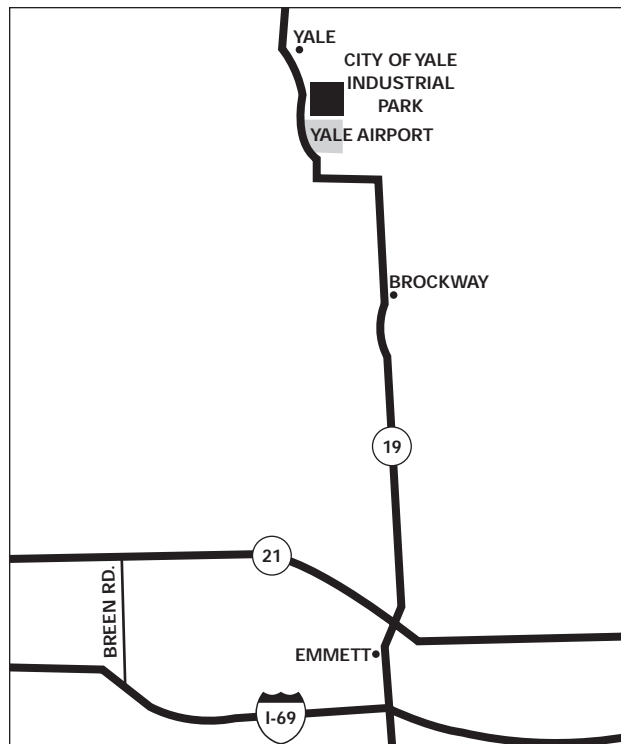 YALE
CITY OF YALE
INDUSTRIAL
PARK
YALE AIRPORT
BROCKWAY
19
21
BREEN RD.
EMMETT
I-69